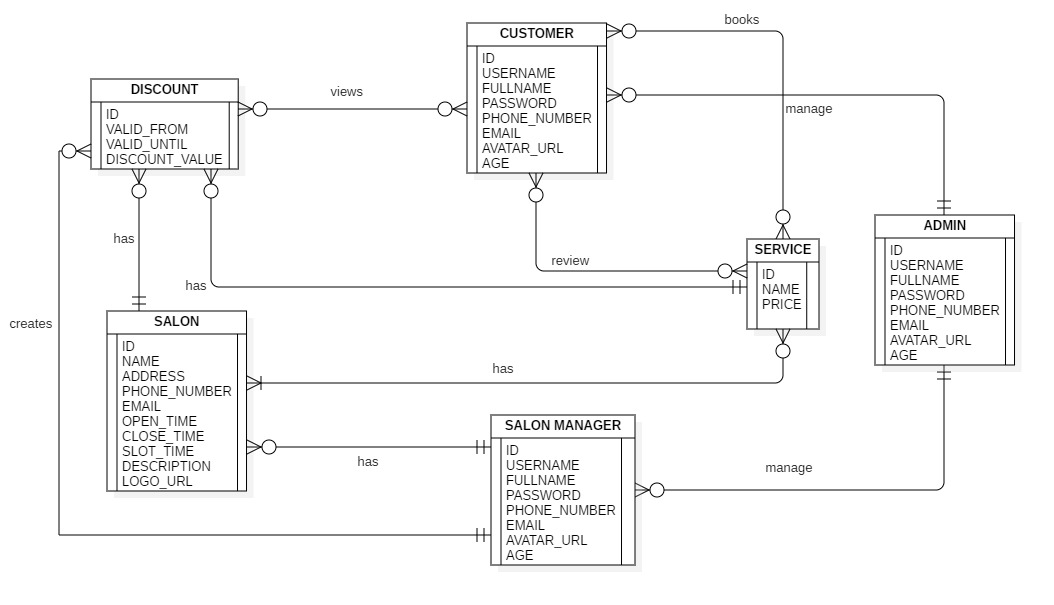 books
CUSTOMER
ID
USERNAME
FULLNAME
PASSWORD
PHONE_NUMBER
EMAIL
AVATAR_URL
AGE
DISCOUNT
ID
VALID_FROM
VALID_UNTIL
DISCOUNT_VALUE
views
manage
has
has
review
SERVICE
ID
NAME
PRICE
ADMIN
ID
USERNAME
FULLNAME
PASSWORD
PHONE_NUMBER
EMAIL
AVATAR_URL
AGE
creates
SALON
ID
NAME
ADDRESS
PHONE_NUMBER
EMAIL
OPEN_TIME
CLOSE_TIME
SLOT_TIME
DESCRIPTION
LOGO_URL
has
has
SALON MANAGER
ID
USERNAME
FULLNAME
PASSWORD
PHONE_NUMBER
EMAIL
AVATAR_URL
AGE
manage